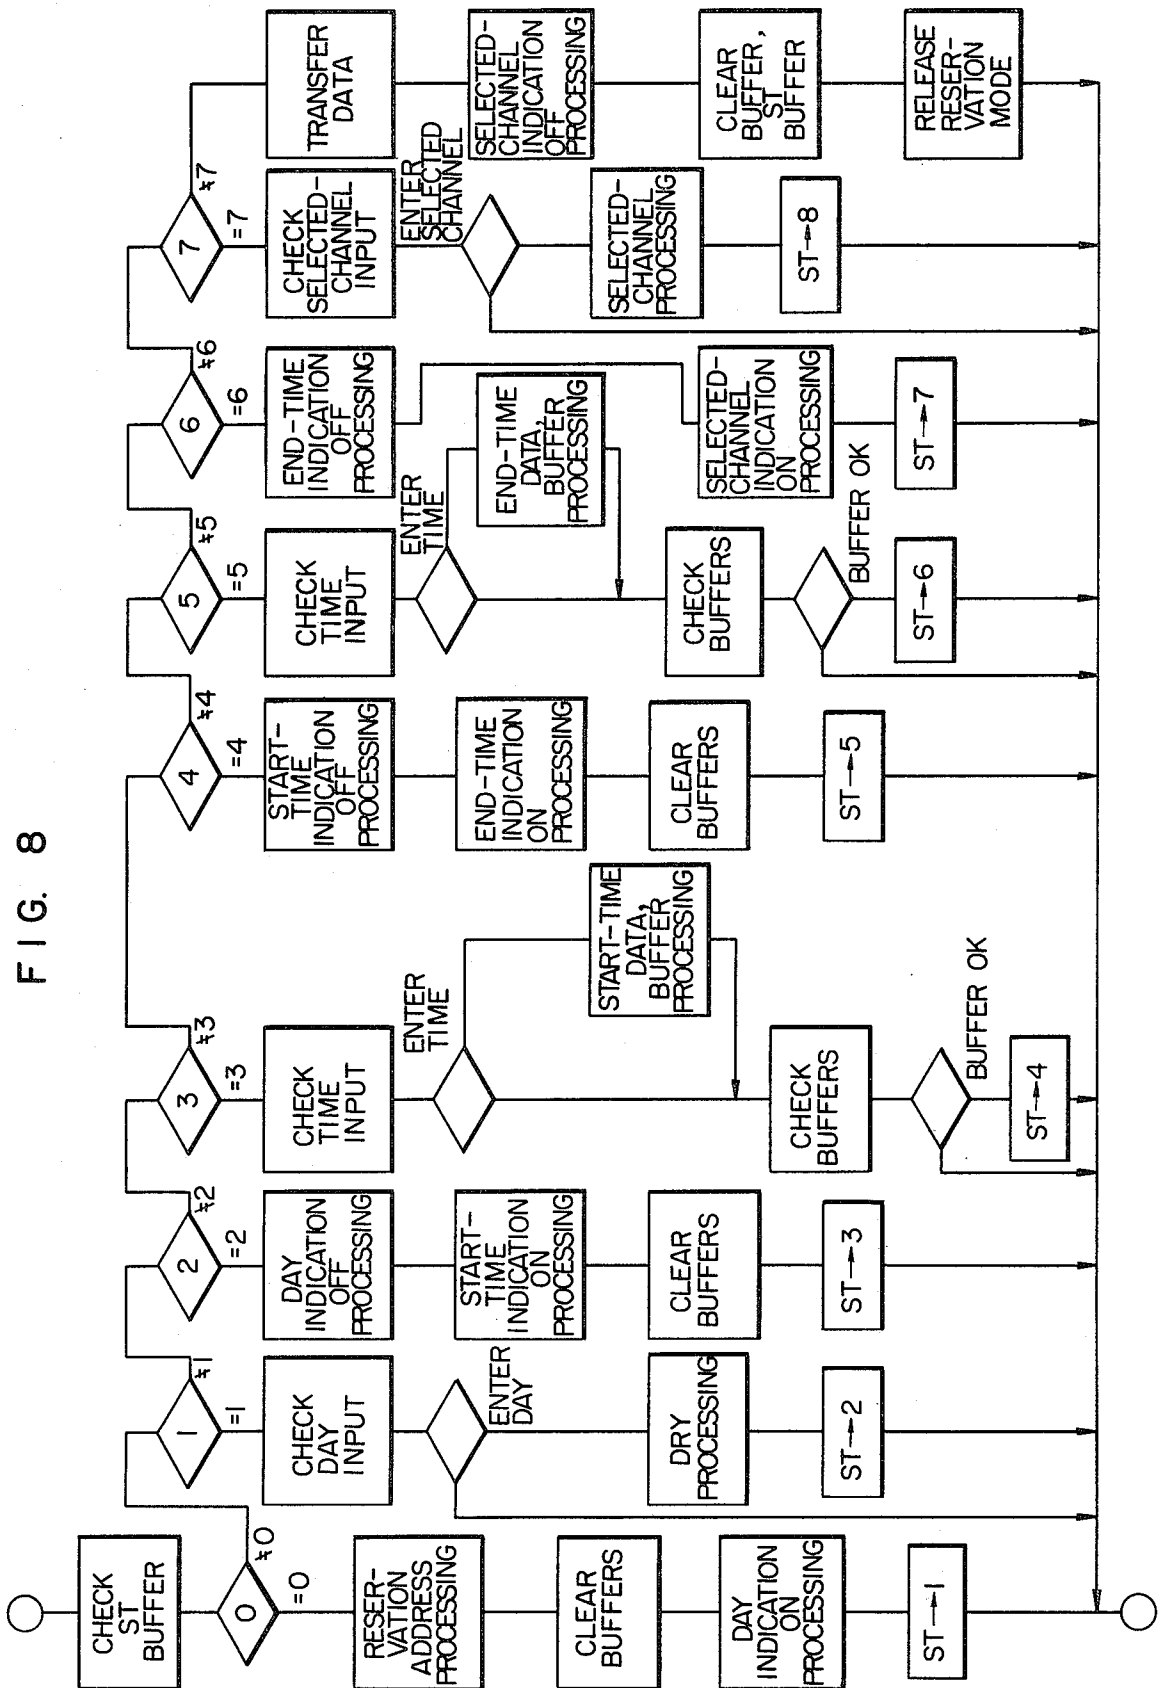 FIG. 8
CHECK
ST
BUFFFER
0
≠0
=0
RESER-
VATION
ADDRESS
PROCESSING
CLEAR
BUFFERS
DAY
INDICATION
ON
PROCESSING
ST→1
1
≠1
=1
CHECK
DAY
INPUT
ENTER
DAY
DRY
PROCESSING
ST→2
2
≠2
=2
DAY
INDICATION
OFF
PROCESSING
START-
TIME
INDICATION
ON
PROCESSING
CLEAR
BUFFERS
ST→3
3
≠3
=3
CHECK
TIME
INPUT
ENTER
TIME
START-TIME
DATA,
BUFFER
PROCESSING
CHECK
BUFFERS
BUFFER OK
ST→4
4
≠4
=4
START-
TIME
INDICATION
OFF
PROCESSING
END-TIME
INDICATION
ON
PROCESSING
CLEAR
BUFFERS
ST→5
5
≠5
=5
CHECK
TIME
INPUT
ENTER
TIME
END-TIME
DATA,
BUFFER
PROCESSING
CHECK
BUFFERS
BUFFER OK
ST→6
6
≠6
=6
END-TIME
INDICATION
OFF
PROCESSING
SELECTED-
CHANNEL
INDICATION
ON
PROCESSING
ST→7
7
≠7
=7
CHECK
SELECTED-
CHANNEL
INPUT
ENTER
SELECTED
CHANNEL
SELECTED-
CHANNEL
PROCESSING
ST→8
TRANSFER
DATA
SELECTED-
CHANNEL
INDICATION
OFF
PROCESSING
CLEAR
BUFFER,
ST
BUFFER
RELEASE
RESER-
VATION
MODE